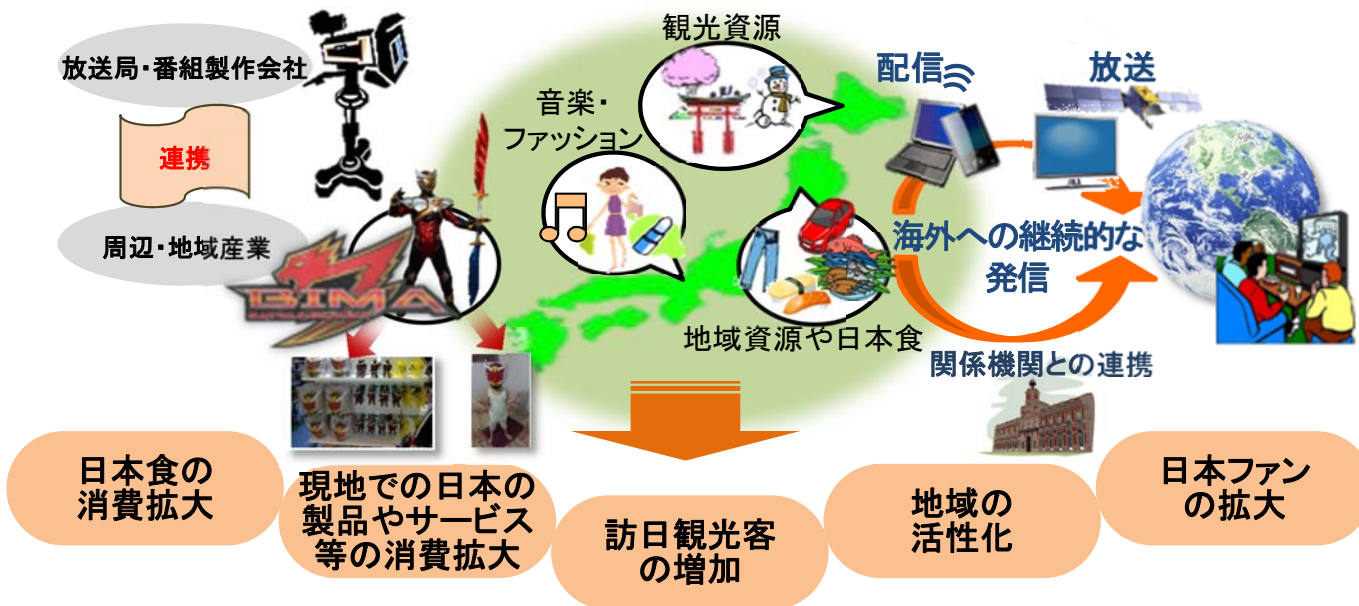 放送局・番組製作会社
連携
周辺・地域産業
BIMA
観光資源
音楽・
ファッション
地域資源や日本食
配信
放送
海外への継続的な
発信
関係機関との連携
日本食の
消費拡大
現地での日本の
製品やサービス
等の消費拡大
訪日観光客
の増加
地域の
活性化
日本ファン
の拡大